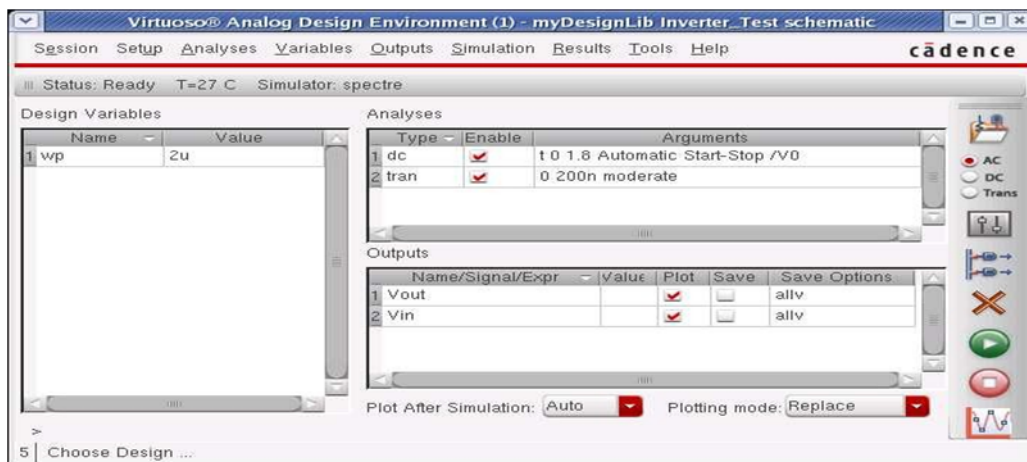 Virtuoso® Analog Design Environment (1) - myDesignLib Inverter_Test schematic
Session Setup Analyses Variables Outputs Simulation Results Tools Help cādence
Status: Ready T=27 C Simulator: spectre
Design Variables
Name Value
1 wp 2u
Analyses
Type Enable Arguments
1 dc t 0 1.8 Automatic Start-Stop /V0
2 tran 0 200n moderate
Outputs
Name/Signal/Expr Value Plot Save Save Options
1 Vout allv
2 Vin allv
Plot After Simulation: Auto Plotting mode: Replace
AC
DC
Trans
>
5 Choose Design ...